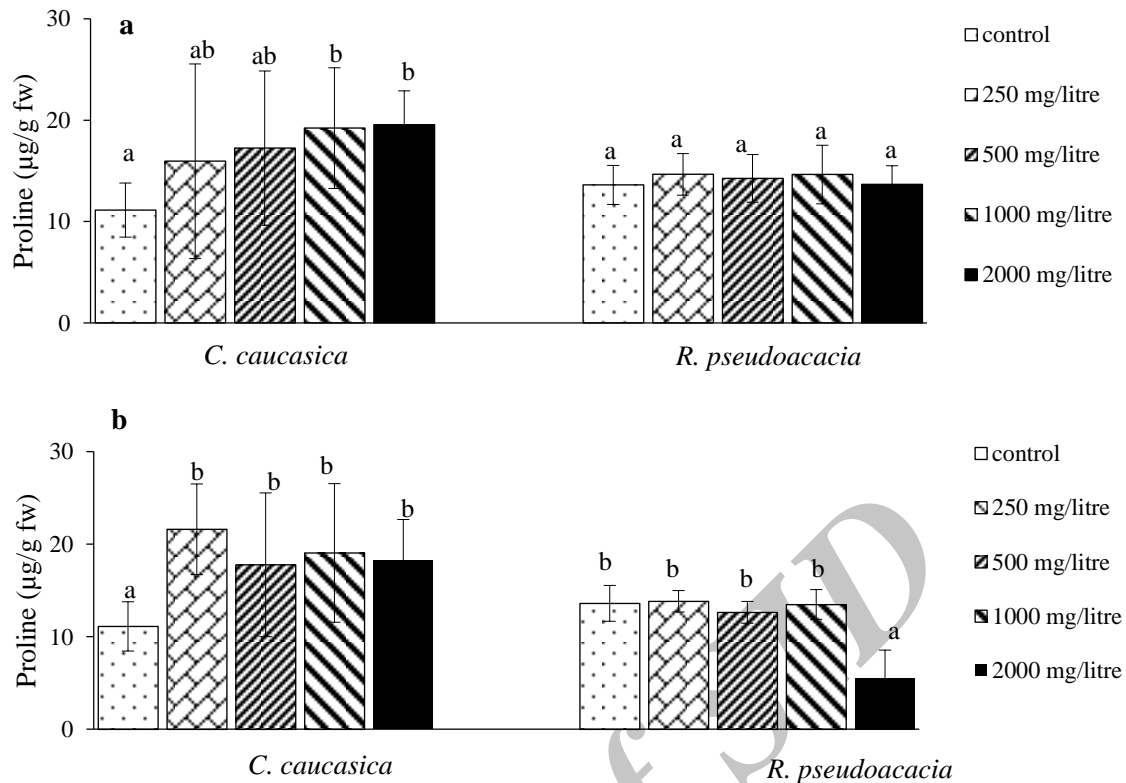 a
Proline (µg/g fw)
30
20
10
0
a
ab
ab
b
b
a
a
a
a
a
C. caucasica
R. pseudoacacia
control
250 mg/litre
500 mg/litre
1000 mg/litre
2000 mg/litre
b
Proline (µg/g fw)
30
20
10
0
a
b
b
b
b
b
b
b
b
a
C. caucasica
R. pseudoacacia
control
250 mg/litre
500 mg/litre
1000 mg/litre
2000 mg/litre
f SID